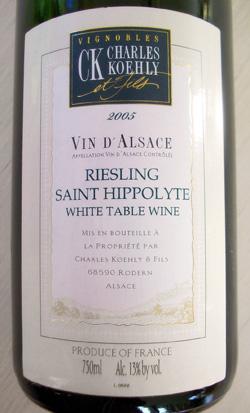 VIGNOBLES
CK CHARLES
KOEHLY
et fils
2005
VIN D'ALSACE
APPELLATION VIN D'ALSACE CONTRÔLÉE
RIESLING
SAINT HIPPOLYTE
WHITE TABLE WINE
MIS EN BOUTEILLE À
LA PROPRIÉTÉ PAR
CHARLES KOEHLY & FILS
68590 RODERN
ALSACE
PRODUCE OF FRANCE
750ml Alc. 13% by vol.